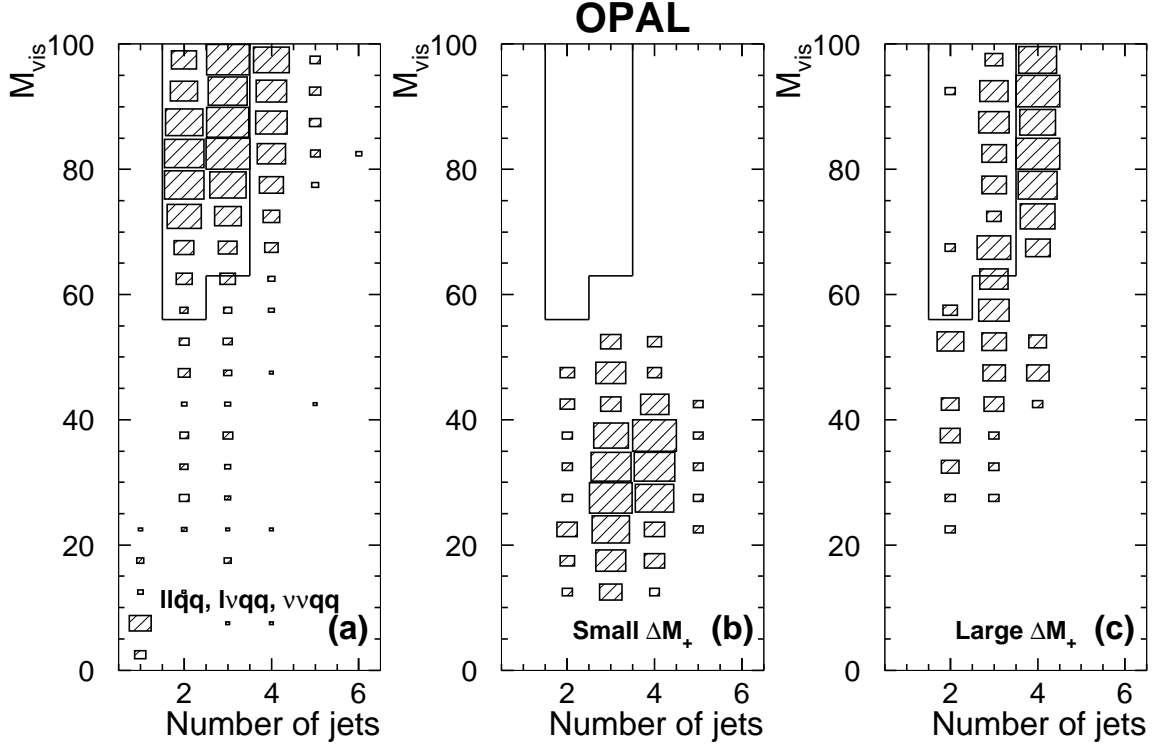 OPAL
M_vis
100
80
60
40
20
0
2
4
6
Number of jets
llqq, lνqq, ννqq
(a)
M_vis
100
80
60
40
20
0
2
4
6
Number of jets
Small ΔM_+
(b)
M_vis
100
80
60
40
20
0
2
4
6
Number of jets
Large ΔM_+
(c)